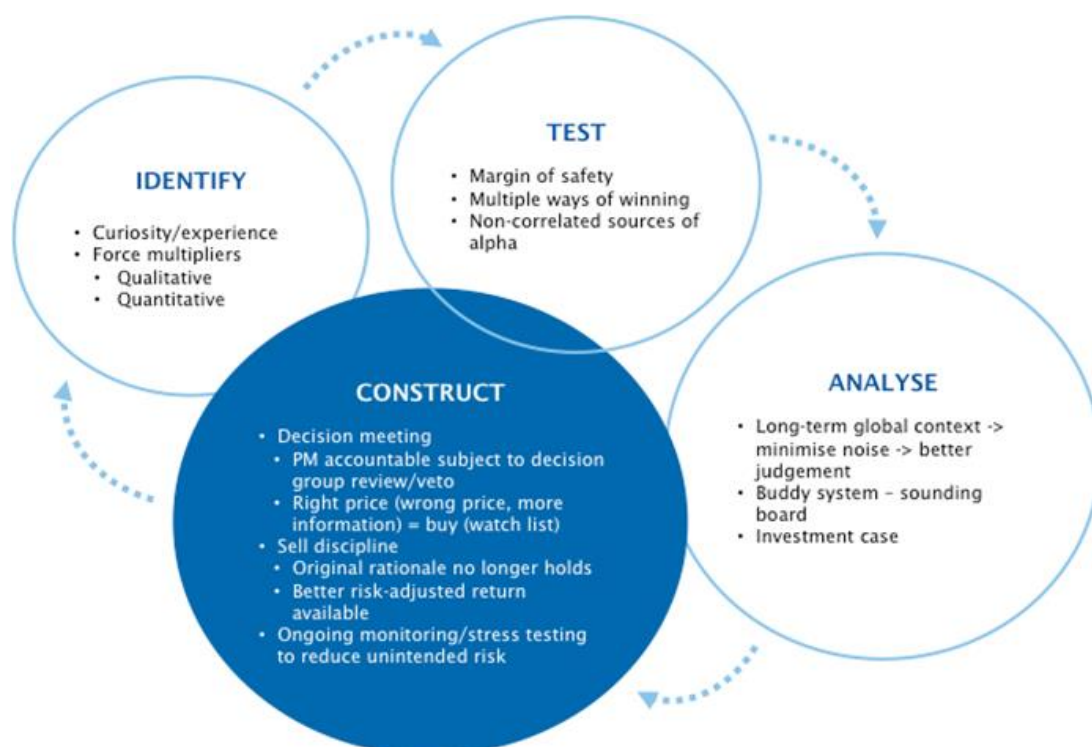 IDENTIFY
• Curiosity/experience
• Force multipliers
• Qualitative
• Quantitative
TEST
• Margin of safety
• Multiple ways of winning
• Non-correlated sources of
alpha
ANALYSE
• Long-term global context ->
minimise noise -> better
judgement
• Buddy system – sounding
board
• Investment case
CONSTRUCT
• Decision meeting
• PM accountable subject to decision
group review/veto
• Right price (wrong price, more
information) = buy (watch list)
• Sell discipline
• Original rationale no longer holds
• Better risk-adjusted return
available
• Ongoing monitoring/stress testing
to reduce unintended risk